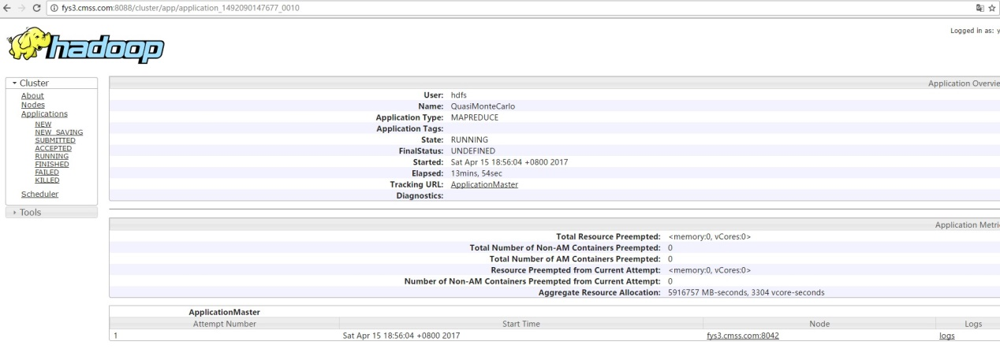 fys3.cmss.com:8088/cluster/app/application_1492090147677_0010
Logged in as: y
hadoop
Cluster
About
Nodes
Applications
NEW
NEW_SAVING
SUBMITTED
ACCEPTED
RUNNING
FINISHED
FAILED
KILLED
Scheduler
Tools
Application Overvie
User: hdfs
Name: QuasiMonteCarlo
Application Type: MAPREDUCE
Application Tags:
State: RUNNING
FinalStatus: UNDEFINED
Started: Sat Apr 15 18:56:04 +0800 2017
Elapsed: 13mins, 54sec
Tracking URL: ApplicationMaster
Diagnostics:
Application Metri
Total Resource Preempted: <memory:0, vCores:0>
Total Number of Non-AM Containers Preempted: 0
Total Number of AM Containers Preempted: 0
Resource Preempted from Current Attempt: <memory:0, vCores:0>
Number of Non-AM Containers Preempted from Current Attempt: 0
Aggregate Resource Allocation: 5916757 MB-seconds, 3304 vcore-seconds
ApplicationMaster
Attempt Number Start Time Node Logs
1 Sat Apr 15 18:56:04 +0800 2017 fys3.cmss.com:8042 logs